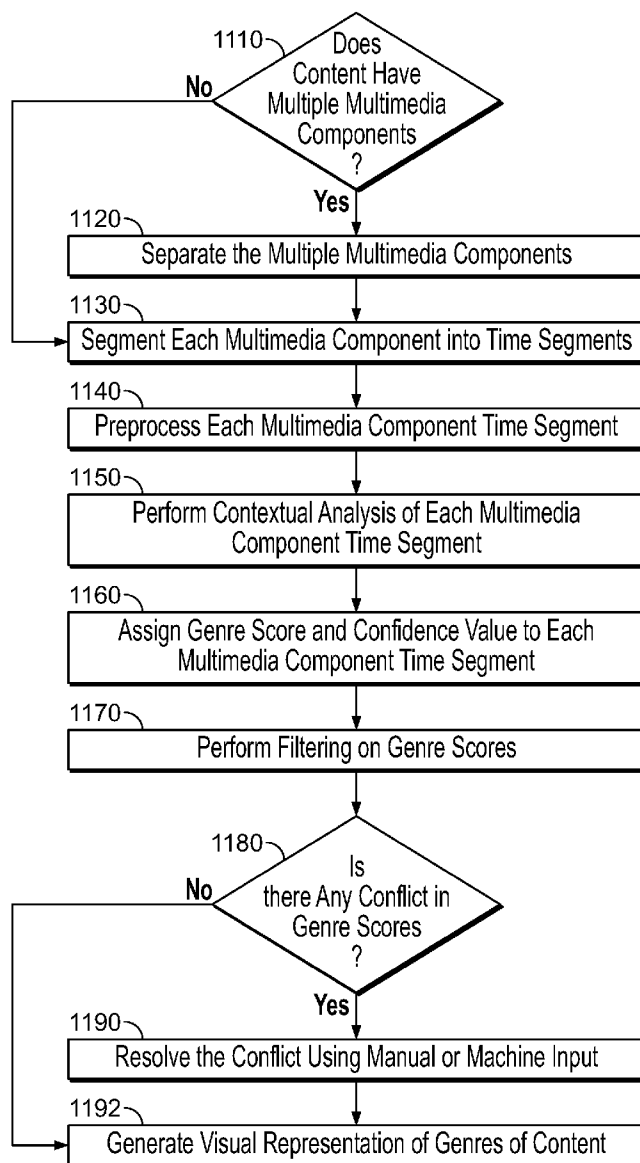 1110
Does
Content Have
Multiple Multimedia
Components
?
No
Yes
1120
Separate the Multiple Multimedia Components
1130
Segment Each Multimedia Component into Time Segments
1140
Preprocess Each Multimedia Component Time Segment
1150
Perform Contextual Analysis of Each Multimedia
Component Time Segment
1160
Assign Genre Score and Confidence Value to Each
Multimedia Component Time Segment
1170
Perform Filtering on Genre Scores
1180
Is
there Any Conflict in
Genre Scores
?
No
Yes
1190
Resolve the Conflict Using Manual or Machine Input
1192
Generate Visual Representation of Genres of Content